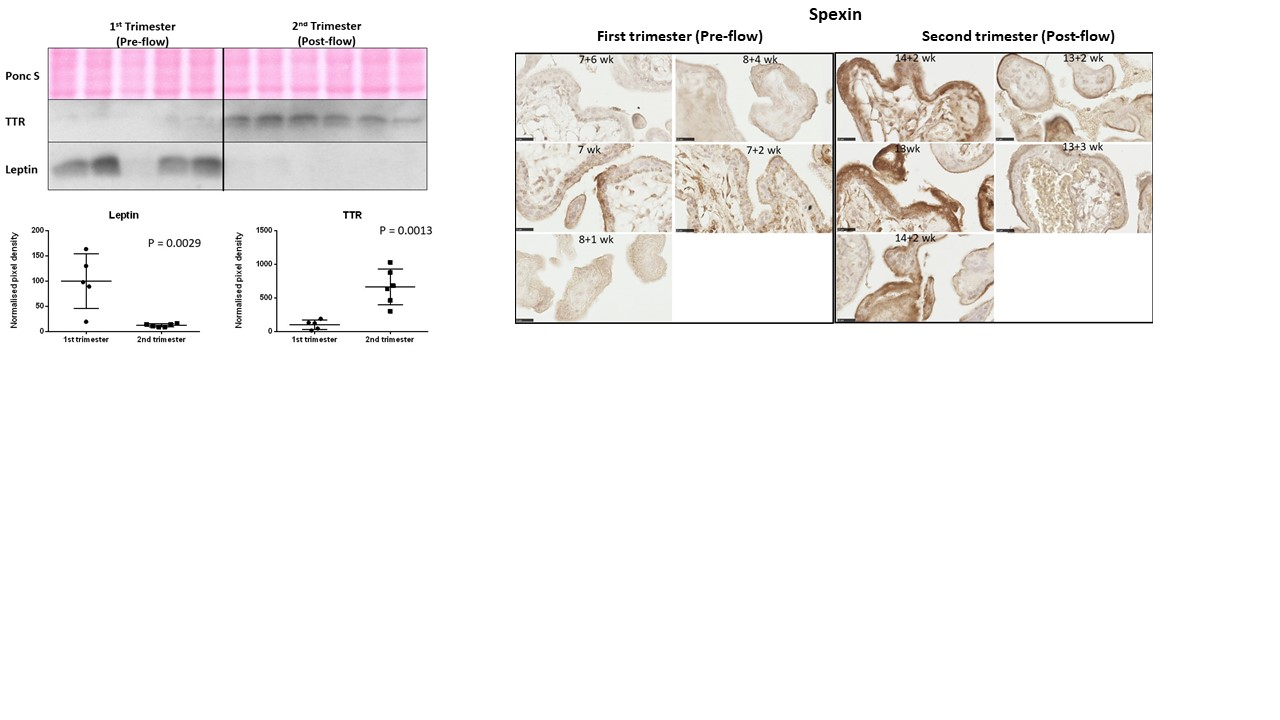 1st Trimester
(Pre-flow)
2nd Trimester
(Post-flow)
Ponc S
TTR
Leptin
Leptin
P = 0.0029
Normalised pixel density
200
150
100
50
0
1st trimester
2nd trimester
TTR
P = 0.0013
Normalised pixel density
1500
1000
500
0
1st trimester
2nd trimester
Spexin
First trimester (Pre-flow)
Second trimester (Post-flow)
7+6 wk
8+4 wk
14+2 wk
13+2 wk
7 wk
7+2 wk
13wk
13+3 wk
8+1 wk
14+2 wk